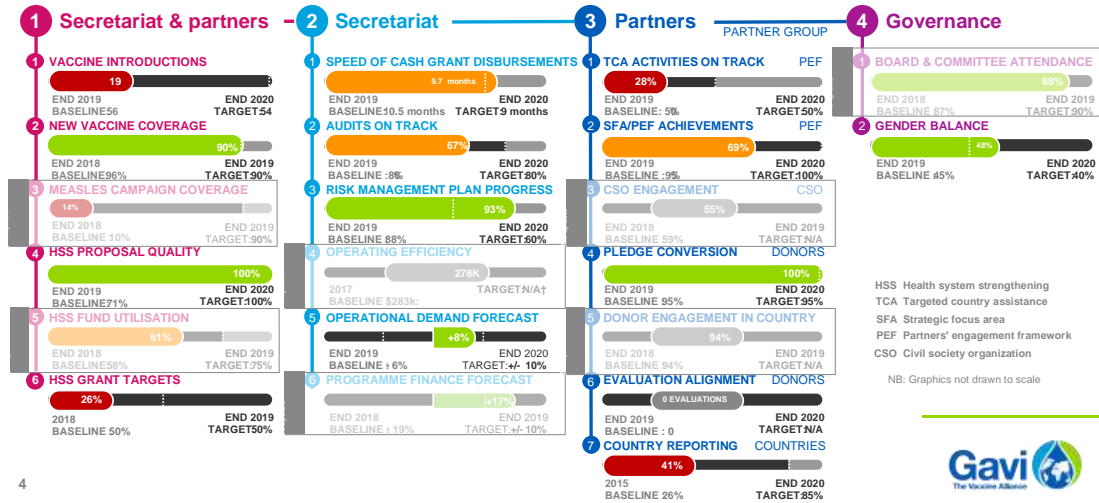 1 Secretariat & partners
1 VACCINE INTRODUCTIONS
19
END 2019 END 2020
BASELINE56 TARGET:54
2 NEW VACCINE COVERAGE
90%
END 2018 END 2019
BASELINE96% TARGET:90%
3 MEASLES CAMPAIGN COVERAGE
14%
END 2018 END 2019
BASELINE:10% TARGET:90%
4 HSS PROPOSAL QUALITY
100%
END 2019 END 2020
BASELINE71% TARGET:100%
5 HSS FUND UTILISATION
61%
END 2018 END 2019
BASELINE58% TARGET:75%
6 HSS GRANT TARGETS
26%
2018 END 2019
BASELINE 50% TARGET50%
2 Secretariat
1 SPEED OF CASH GRANT DISBURSEMENTS
9.7 months
END 2019 END 2020
BASELINE:10.5 months TARGET:9 months
2 AUDITS ON TRACK
67%
END 2019 END 2020
BASELINE :8% TARGET:80%
3 RISK MANAGEMENT PLAN PROGRESS
93%
END 2019 END 2020
BASELINE 88% TARGET:60%
4 OPERATING EFFICIENCY
278K
2017 TARGET:N/A†
BASELINE $283k:
5 OPERATIONAL DEMAND FORECAST
+8%
END 2019 END 2020
BASELINE : 6% TARGET:+/- 10%
6 PROGRAMME FINANCE FORECAST
+17%
END 2018 END 2019
BASELINE : 19% TARGET:+/- 10%
3 Partners
PARTNER GROUP
1 TCA ACTIVITIES ON TRACK PEF
28%
END 2019 END 2020
BASELINE: 50% TARGET:50%
2 SFA/PEF ACHIEVEMENTS PEF
69%
END 2019 END 2020
BASELINE :95% TARGET:100%
3 CSO ENGAGEMENT CSO
55%
END 2018 END 2019
BASELINE 59% TARGET:N/A
4 PLEDGE CONVERSION DONORS
100%
END 2019 END 2020
BASELINE 95% TARGET:95%
5 DONOR ENGAGEMENT IN COUNTRY
94%
END 2018 END 2019
BASELINE 94% TARGET:N/A
6 EVALUATION ALIGNMENT DONORS
0 EVALUATIONS
END 2019 END 2020
BASELINE : 0 TARGET:N/A
7 COUNTRY REPORTING COUNTRIES
41%
2015 END 2020
BASELINE 26% TARGET:85%
4 Governance
1 BOARD & COMMITTEE ATTENDANCE
88%
END 2018 END 2019
BASELINE 87% TARGET:90%
2 GENDER BALANCE
48%
END 2019 END 2020
BASELINE :45% TARGET:40%
HSS Health system strengthening
TCA Targeted country assistance
SFA Strategic focus area
PEF Partners' engagement framework
CSO Civil society organization
NB: Graphics not drawn to scale
Gavi
The Vaccine Alliance
4